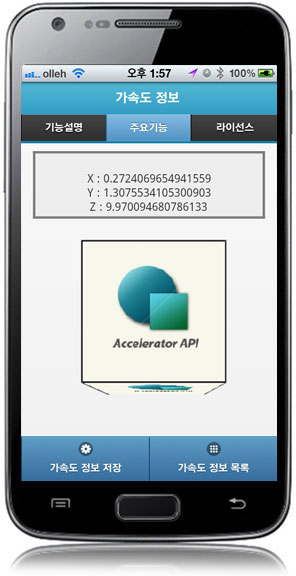 olleh 오후 1:57 100%
가속도 정보
기능설명 주요기능 라이선스
X : 0.2724069654941559
Y : 1.3075534105300903
Z : 9.970094680786133
Accelerator API
가속도 정보 저장 가속도 정보 목록